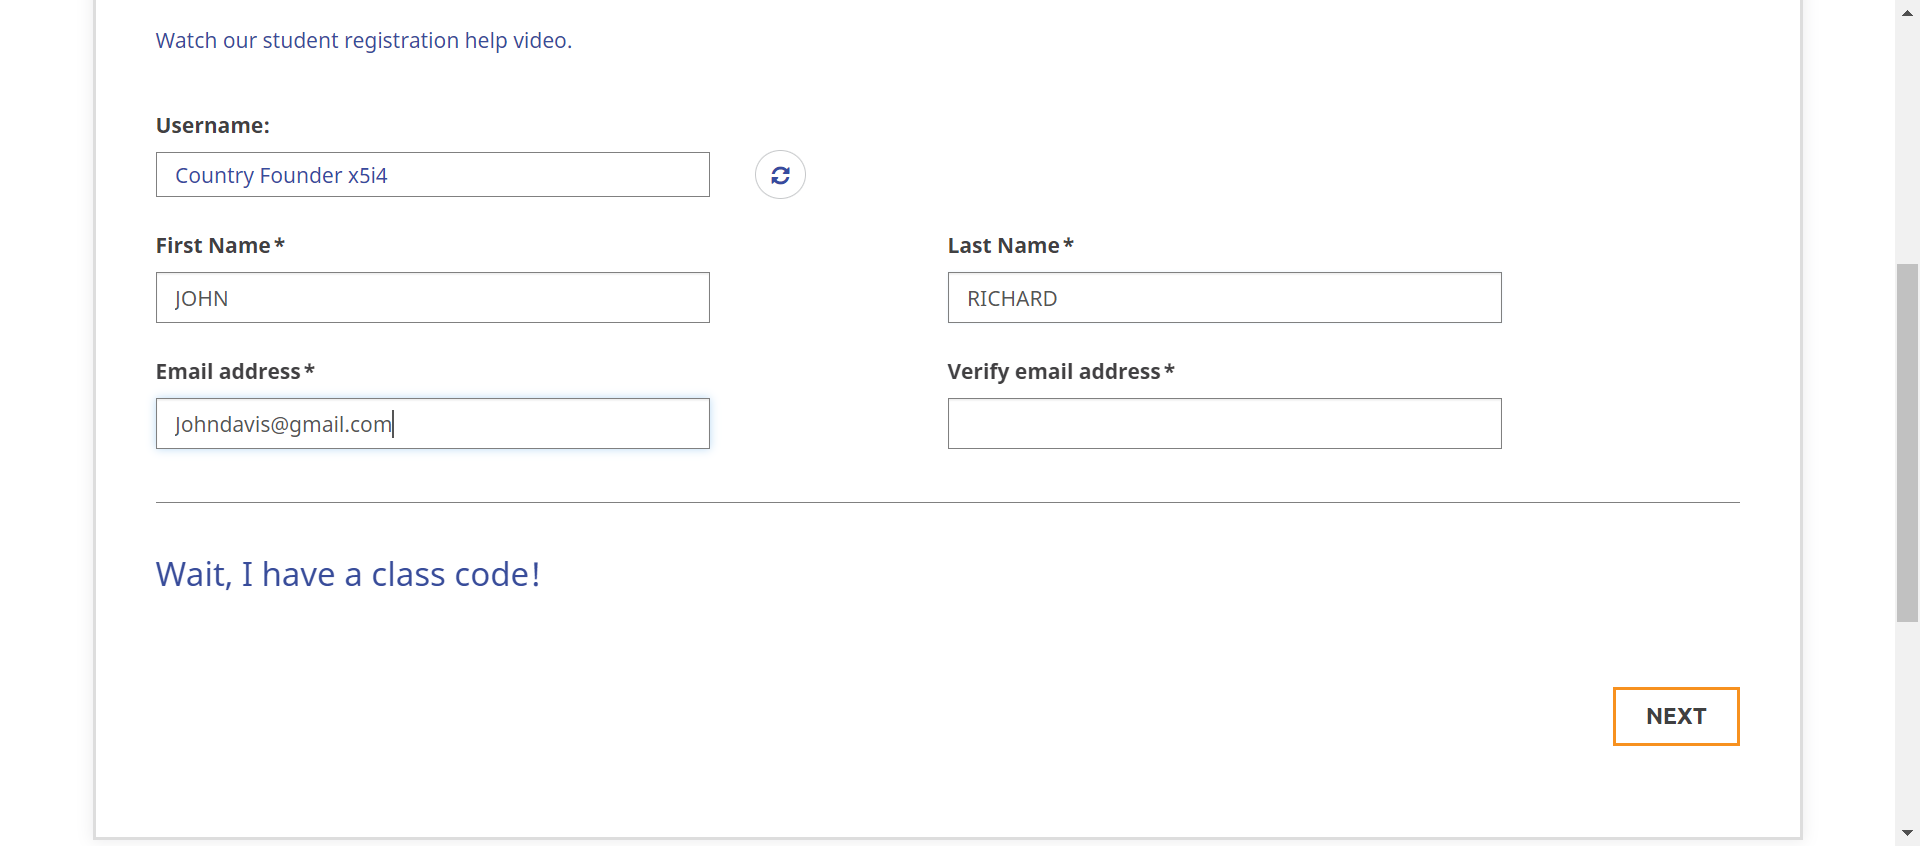 Watch our student registration help video.
Username:
Country Founder x5i4
First Name*
Last Name*
JOHN
RICHARD
Email address*
Verify email address*
Johndavis@gmail.com
Wait, I have a class code!
NEXT